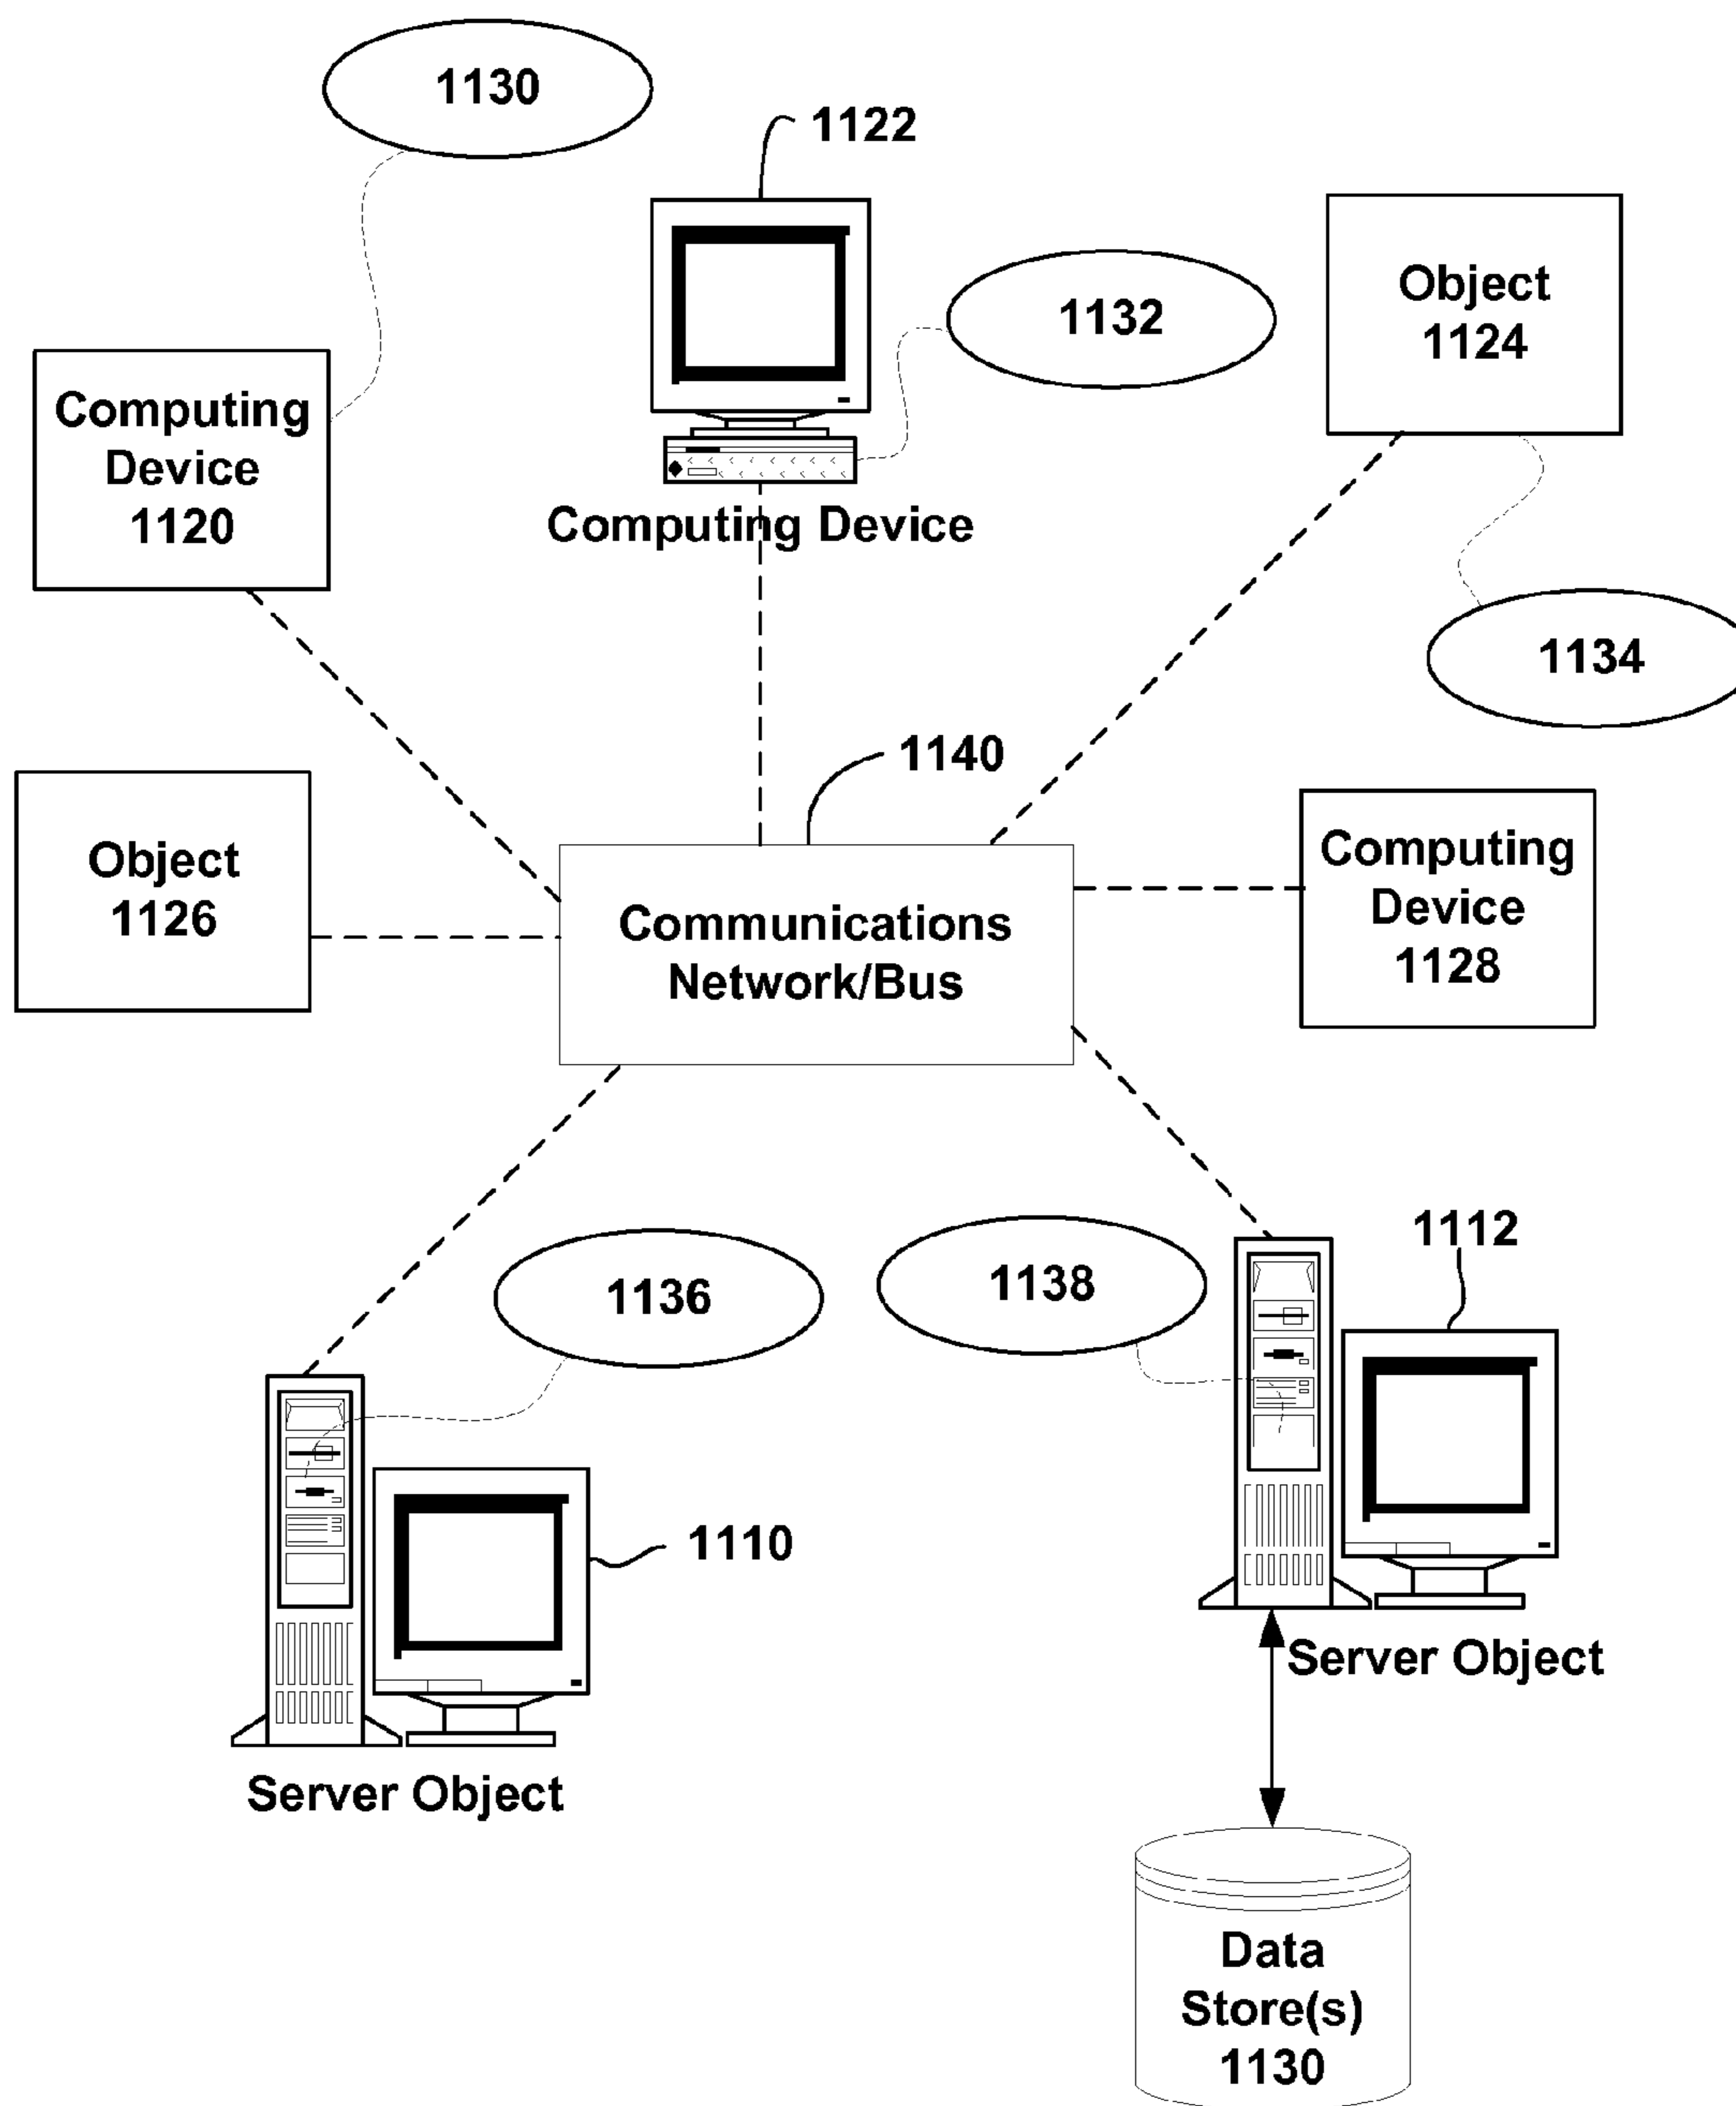 1130
1122
1132
Object
1124
Computing
Device
1120
Computing Device
1134
1140
Object
1126
Communications
Network/Bus
Computing
Device
1128
1112
1136
1138
1110
Server Object
Server Object
Data
Store(s)
1130